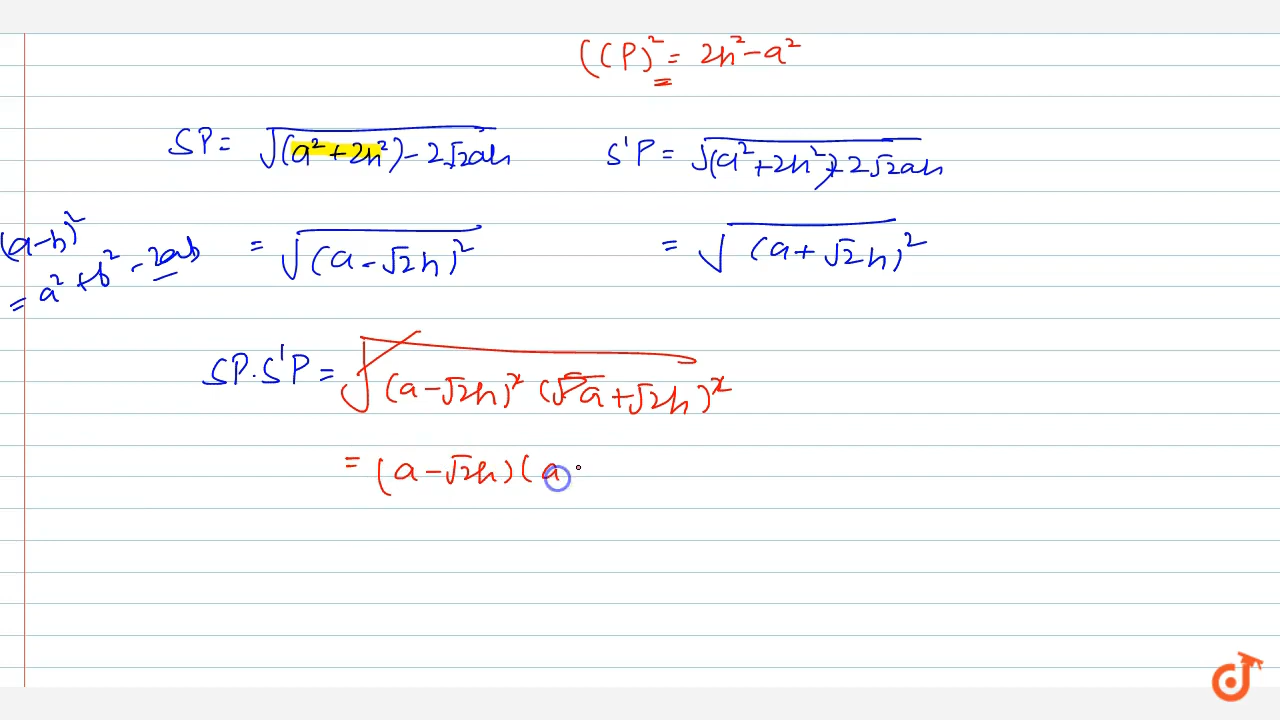 (CP)² = 2h² - a²
SP = √(a² + 2h²) - 2√2ah S'P = √(a² + 2h²) + 2√2ah
(a-b)² = √(a - √2h)² = √(a + √2h)²
= a² + b² - 2ab
SP.S'P = √(a - √2h)² (√2a + √2h)²
= (a - √2h)(a